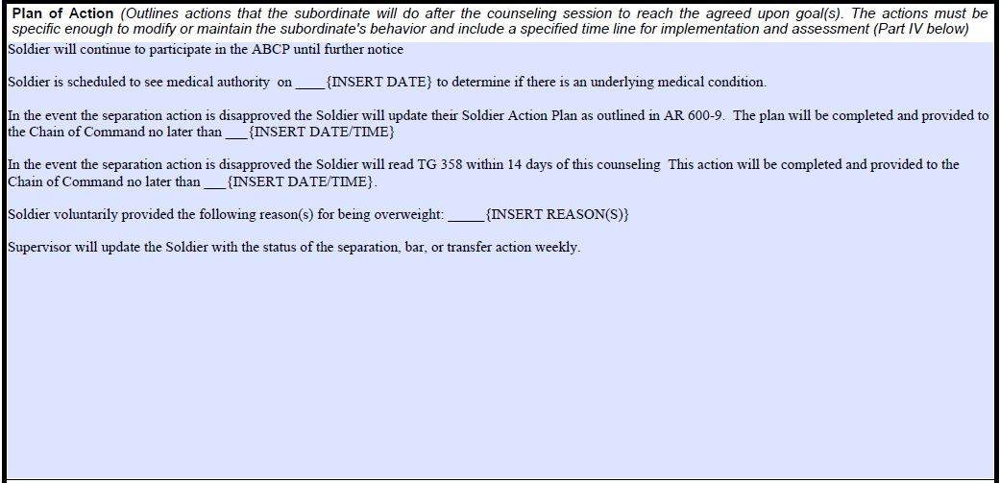 Plan of Action (Outlines actions that the subordinate will do after the counseling session to reach the agreed upon goal(s). The actions must be
specific enough to modify or maintain the subordinate's behavior and include a specified time line for implementation and assessment (Part IV below)
Soldier will continue to participate in the ABCP until further notice
Soldier is scheduled to see medical authority  on ____{INSERT DATE} to determine if there is an underlying medical condition.
In the event the separation action is disapproved the Soldier will update their Soldier Action Plan as outlined in AR 600-9.  The plan will be completed and provided to
the Chain of Command no later than ___{INSERT DATE/TIME}
In the event the separation action is disapproved the Soldier will read TG 358 within 14 days of this counseling  This action will be completed and provided to the
Chain of Command no later than ___{INSERT DATE/TIME}.
Soldier voluntarily provided the following reason(s) for being overweight: _____{INSERT REASON(S)}
Supervisor will update the Soldier with the status of the separation, bar, or transfer action weekly.